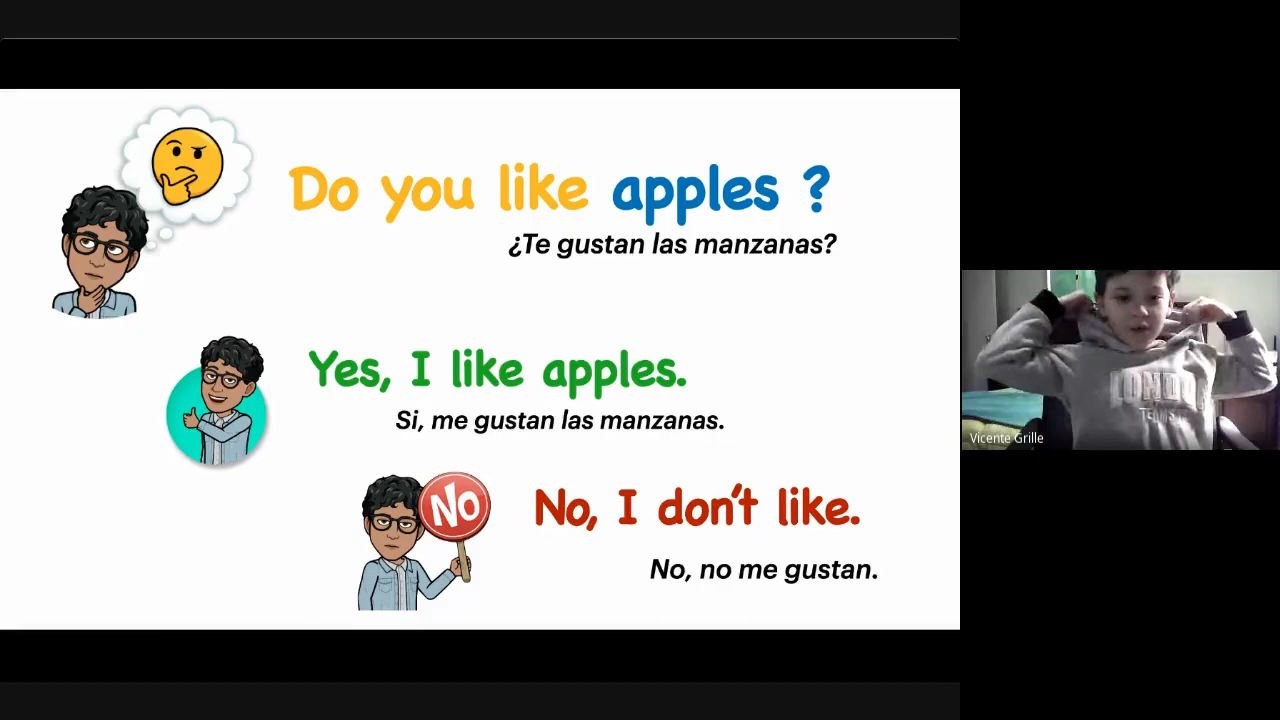 Do you like apples ?
¿Te gustan las manzanas?
Yes, I like apples.
Si, me gustan las manzanas.
NO
No, I don't like.
No, no me gustan.
Vicente Grille